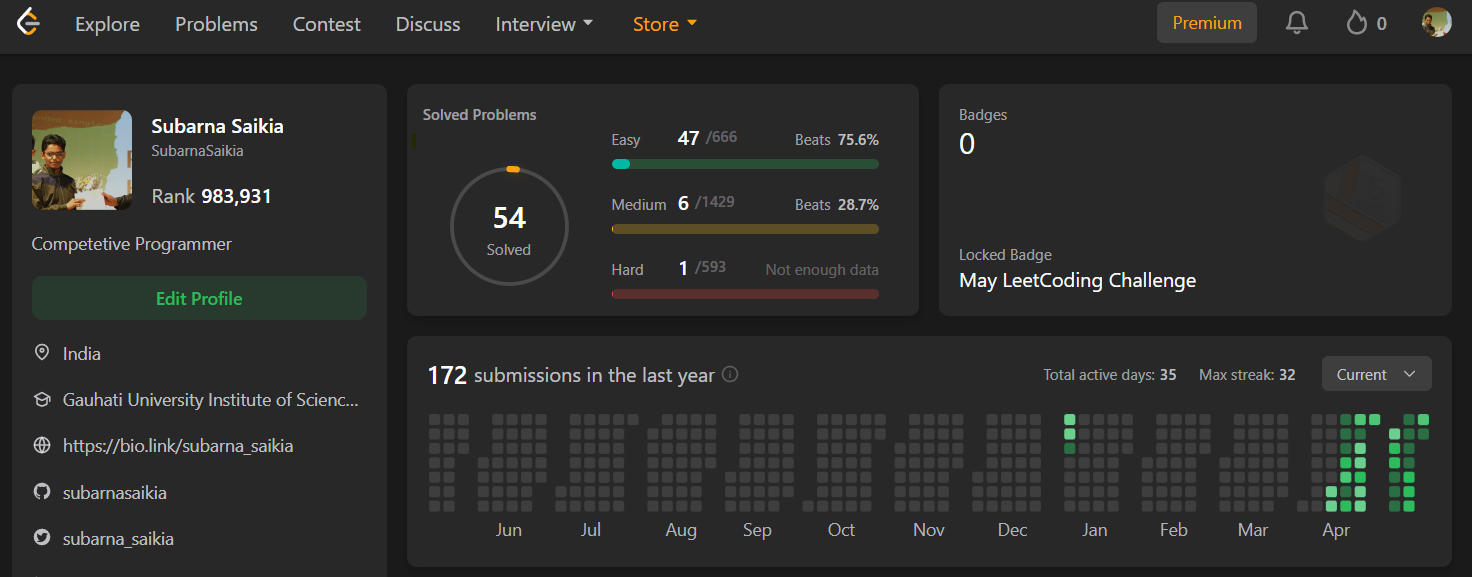 Explore Problems Contest Discuss Interview Store Premium 0
Subarna Saikia
SubarnaSaikia
Rank 983,931
Competetive Programmer
Edit Profile
India
Gauhati University Institute of Scienc...
https://bio.link/subarna_saikia
subarnasaikia
subarna_saikia
Solved Problems
54
Solved
Easy 47 /666 Beats 75.6%
Medium 6 /1429 Beats 28.7%
Hard 1 /593 Not enough data
Badges
0
Locked Badge
May LeetCoding Challenge
172 submissions in the last year Total active days: 35 Max streak: 32 Current
Jun Jul Aug Sep Oct Nov Dec Jan Feb Mar Apr